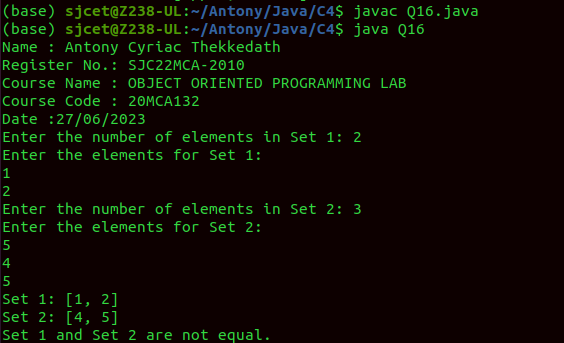 (base) sjcet@Z238-UL:~/Antony/Java/C4$ javac Q16.java
(base) sjcet@Z238-UL:~/Antony/Java/C4$ java Q16
Name : Antony Cyriac Thekkedath
Register No.: SJC22MCA-2010
Course Name : OBJECT ORIENTED PROGRAMMING LAB
Course Code : 20MCA132
Date :27/06/2023
Enter the number of elements in Set 1: 2
Enter the elements for Set 1:
1
2
Enter the number of elements in Set 2: 3
Enter the elements for Set 2:
5
4
5
Set 1: [1, 2]
Set 2: [4, 5]
Set 1 and Set 2 are not equal.